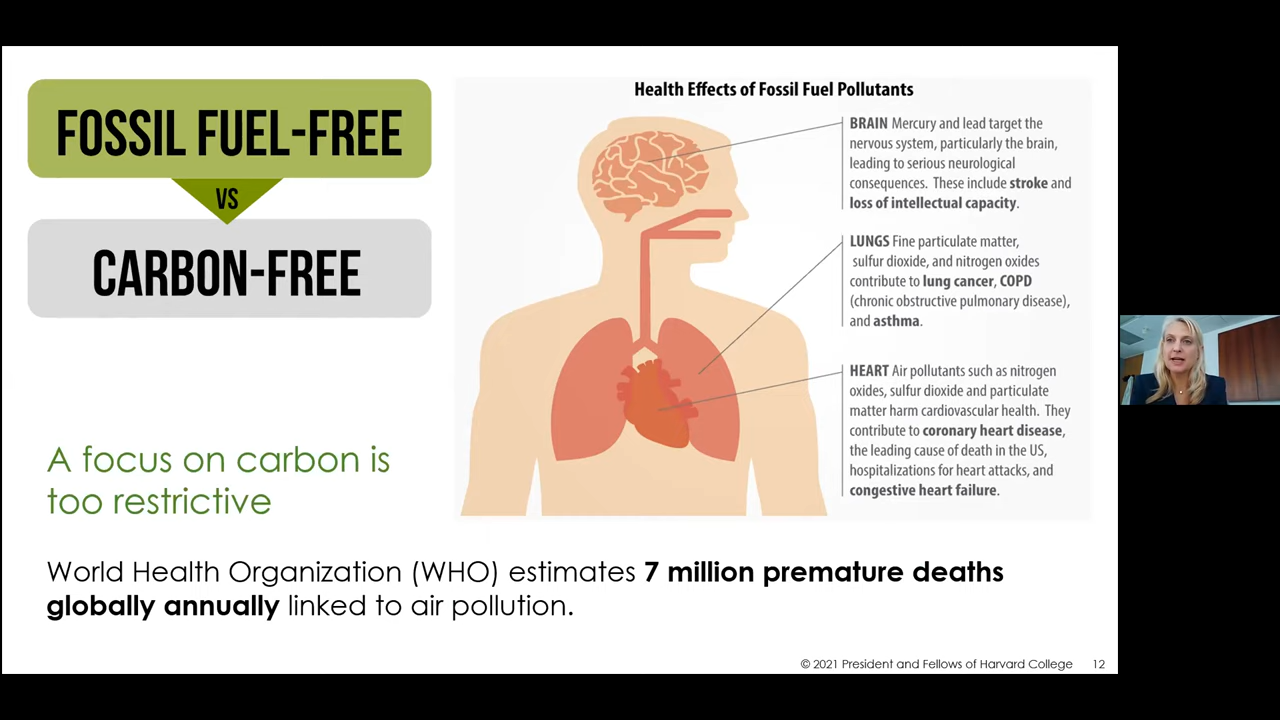 FOSSIL FUEL-FREE
VS
CARBON-FREE
A focus on carbon is
too restrictive
Health Effects of Fossil Fuel Pollutants
BRAIN Mercury and lead target the
nervous system, particularly the brain,
leading to serious neurological
consequences. These include stroke and
loss of intellectual capacity.
LUNGS Fine particulate matter,
sulfur dioxide, and nitrogen oxides
contribute to lung cancer, COPD
(chronic obstructive pulmonary disease),
and asthma.
HEART Air pollutants such as nitrogen
oxides, sulfur dioxide and particulate
matter harm cardiovascular health. They
contribute to coronary heart disease,
the leading cause of death in the US,
hospitalizations for heart attacks, and
congestive heart failure.
World Health Organization (WHO) estimates 7 million premature deaths
globally annually linked to air pollution.
© 2021 President and Fellows of Harvard College 12